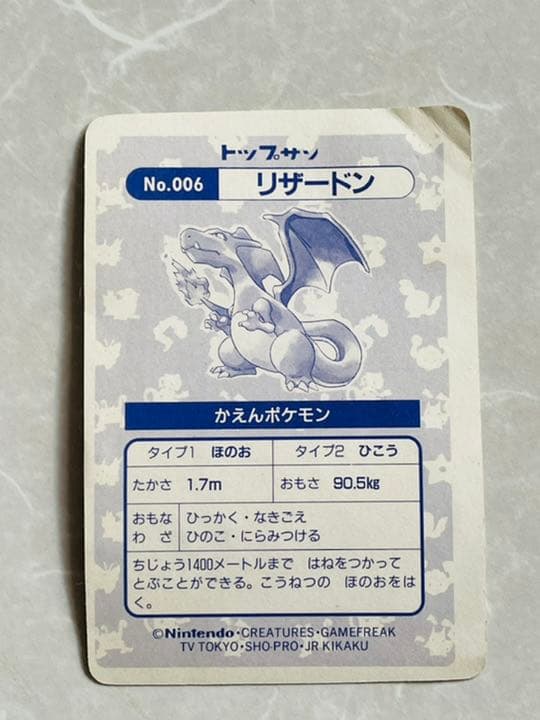 トップサン
No.006 リザードン
かえんポケモン
タイプ1 ほのお タイプ2 ひこう
たかさ 1.7m おもさ 90.5kg
おもな ひっかく・なきごえ
わざ ひのこ・にらみつける
ちじょう1400メートルまで はねをつかって
とぶことができる。こうねつの ほのおをは
く。
©Nintendo・CREATURES・GAMEFREAK
TV TOKYO・SHO・PRO・JR KIKAKU